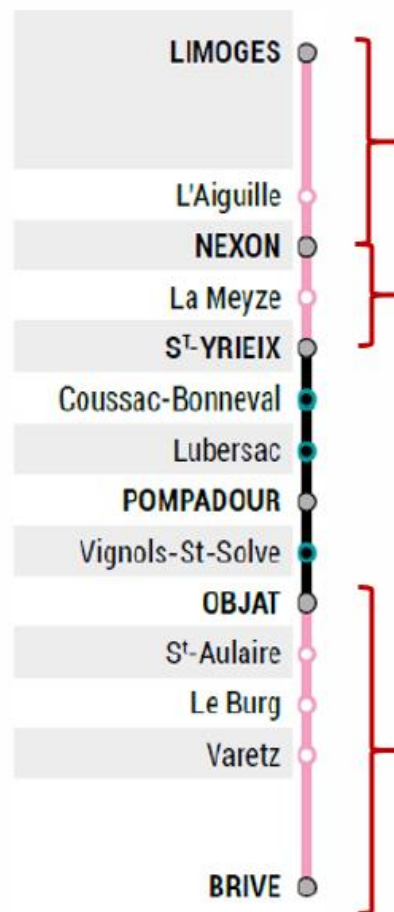 LIMOGES
L'Aiguille
NEXON
La Meyze
Sᵀ-YRIEIX
Coussac-Bonneval
Lubersac
POMPADOUR
Vignols-St-Solve
OBJAT
Sᵗ-Aulaire
Le Burg
Varetz
BRIVE